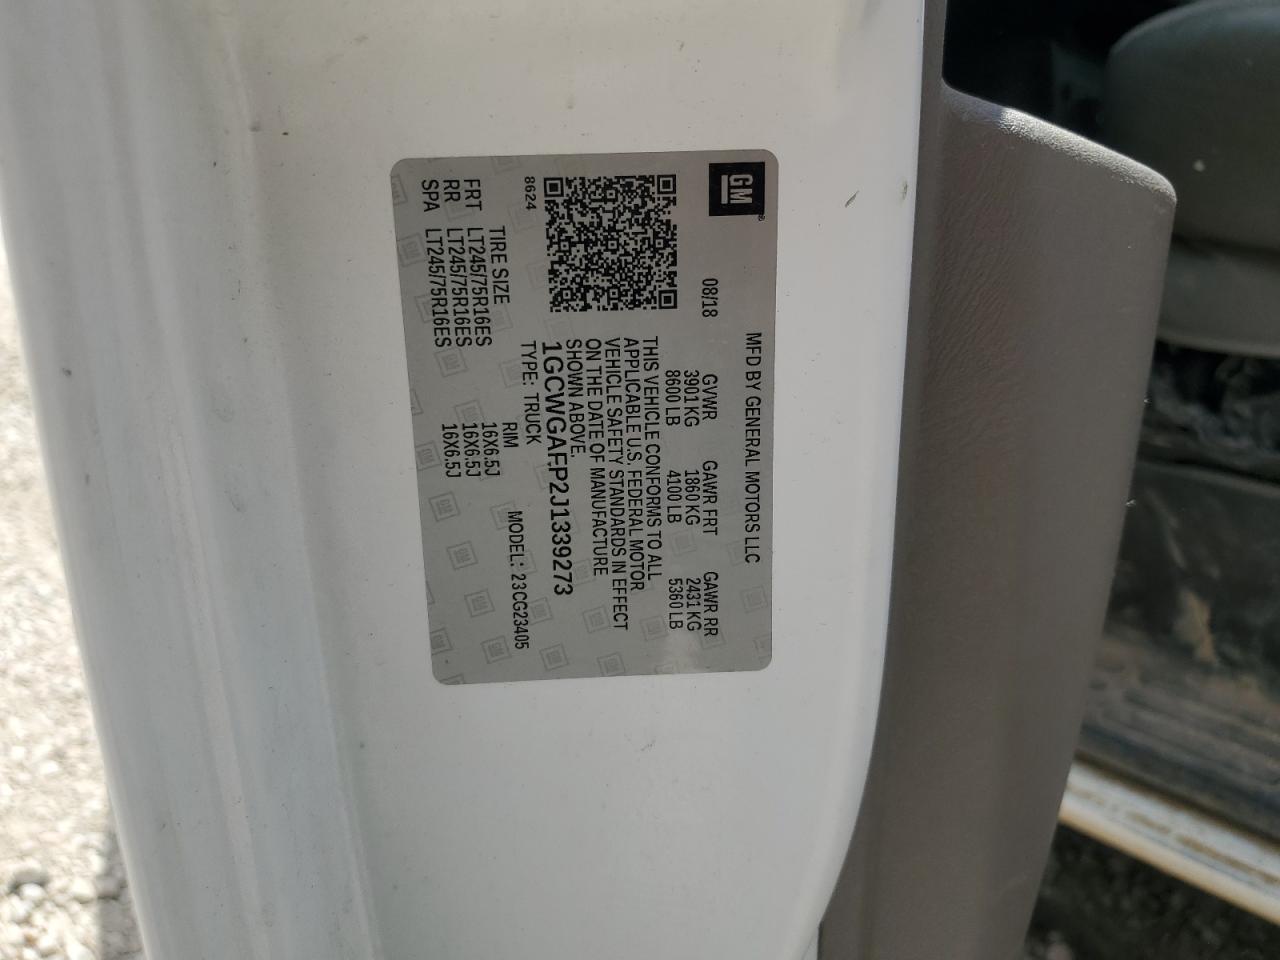 GM
MFD BY GENERAL MOTORS LLC
08/18 GVWR GAWR FRT GAWR RR
3901 KG 1860 KG 2431 KG
8600 LB 4100 LB 5360 LB
THIS VEHICLE CONFORMS TO ALL
APPLICABLE U.S. FEDERAL MOTOR
VEHICLE SAFETY STANDARDS IN EFFECT
ON THE DATE OF MANUFACTURE
SHOWN ABOVE.
1GCWGAFP2J1339273
8624 TYPE: TRUCK MODEL: 23CG23405
TIRE SIZE RIM
FRT LT245/75R16ES 16X6.5J
RR LT245/75R16ES 16X6.5J
SPA LT245/75R16ES 16X6.5J